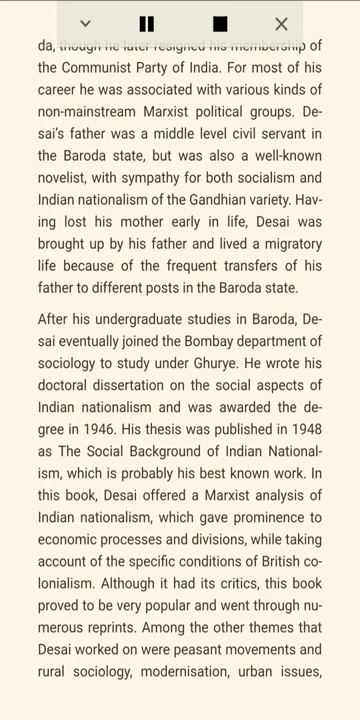 da, though he later resigned his membership of
the Communist Party of India. For most of his
career he was associated with various kinds of
non-mainstream Marxist political groups. De-
sai’s father was a middle level civil servant in
the Baroda state, but was also a well-known
novelist, with sympathy for both socialism and
Indian nationalism of the Gandhian variety. Hav-
ing lost his mother early in life, Desai was
brought up by his father and lived a migratory
life because of the frequent transfers of his
father to different posts in the Baroda state.
After his undergraduate studies in Baroda, De-
sai eventually joined the Bombay department of
sociology to study under Ghurye. He wrote his
doctoral dissertation on the social aspects of
Indian nationalism and was awarded the de-
gree in 1946. His thesis was published in 1948
as The Social Background of Indian National-
ism, which is probably his best known work. In
this book, Desai offered a Marxist analysis of
Indian nationalism, which gave prominence to
economic processes and divisions, while taking
account of the specific conditions of British co-
lonialism. Although it had its critics, this book
proved to be very popular and went through nu-
merous reprints. Among the other themes that
Desai worked on were peasant movements and
rural sociology, modernisation, urban issues,